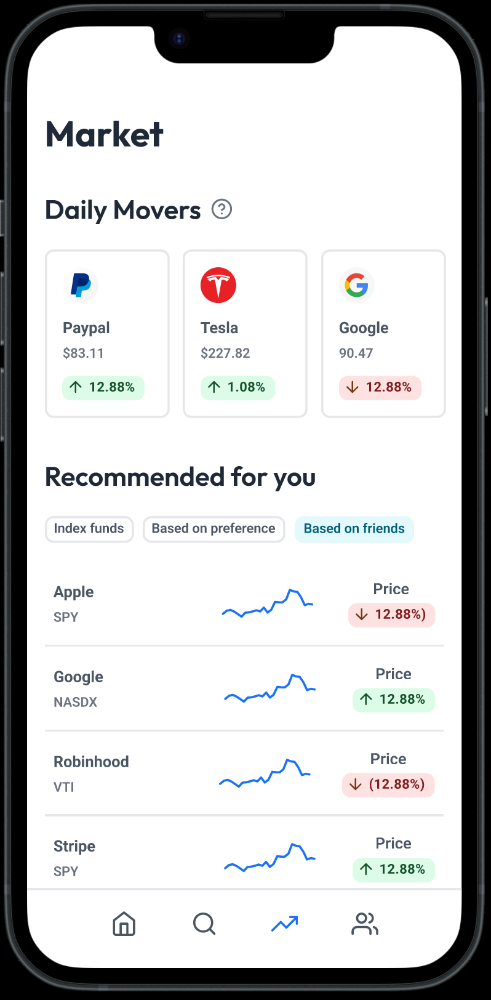 Market
Daily Movers
Paypal
$83.11
↑ 12.88%
Tesla
$227.82
↑ 1.08%
Google
90.47
↓ 12.88%
Recommended for you
Index funds
Based on preference
Based on friends
Apple
SPY
Price
↓ 12.88%)
Google
NASDX
Price
↑ 12.88%
Robinhood
VTI
Price
↓ (12.88%)
Stripe
SPY
Price
↑ 12.88%